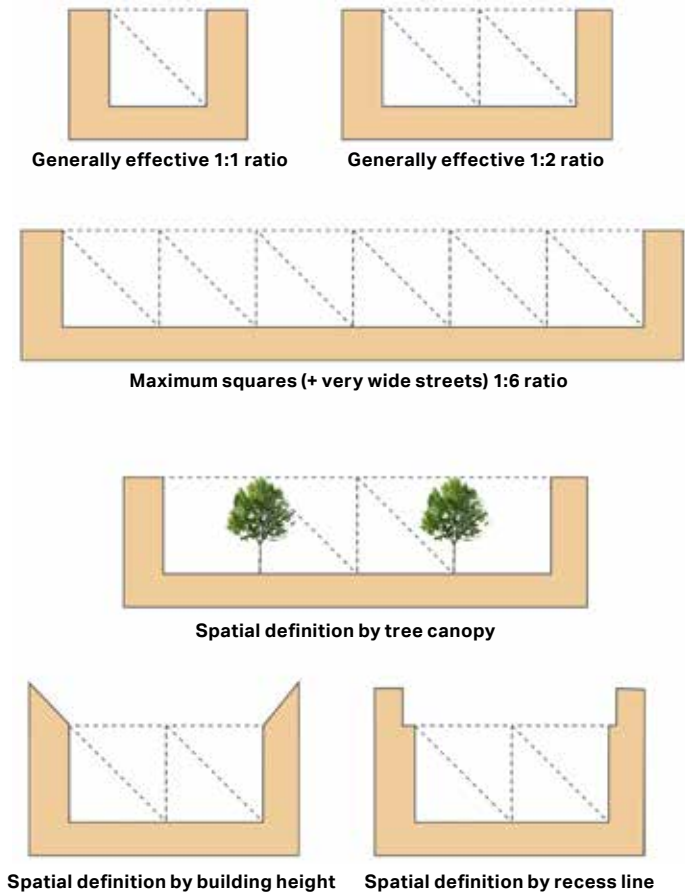 Generally effective 1:1 ratio
Generally effective 1:2 ratio
Maximum squares (+ very wide streets) 1:6 ratio
Spatial definition by tree canopy
Spatial definition by building height
Spatial definition by recess line